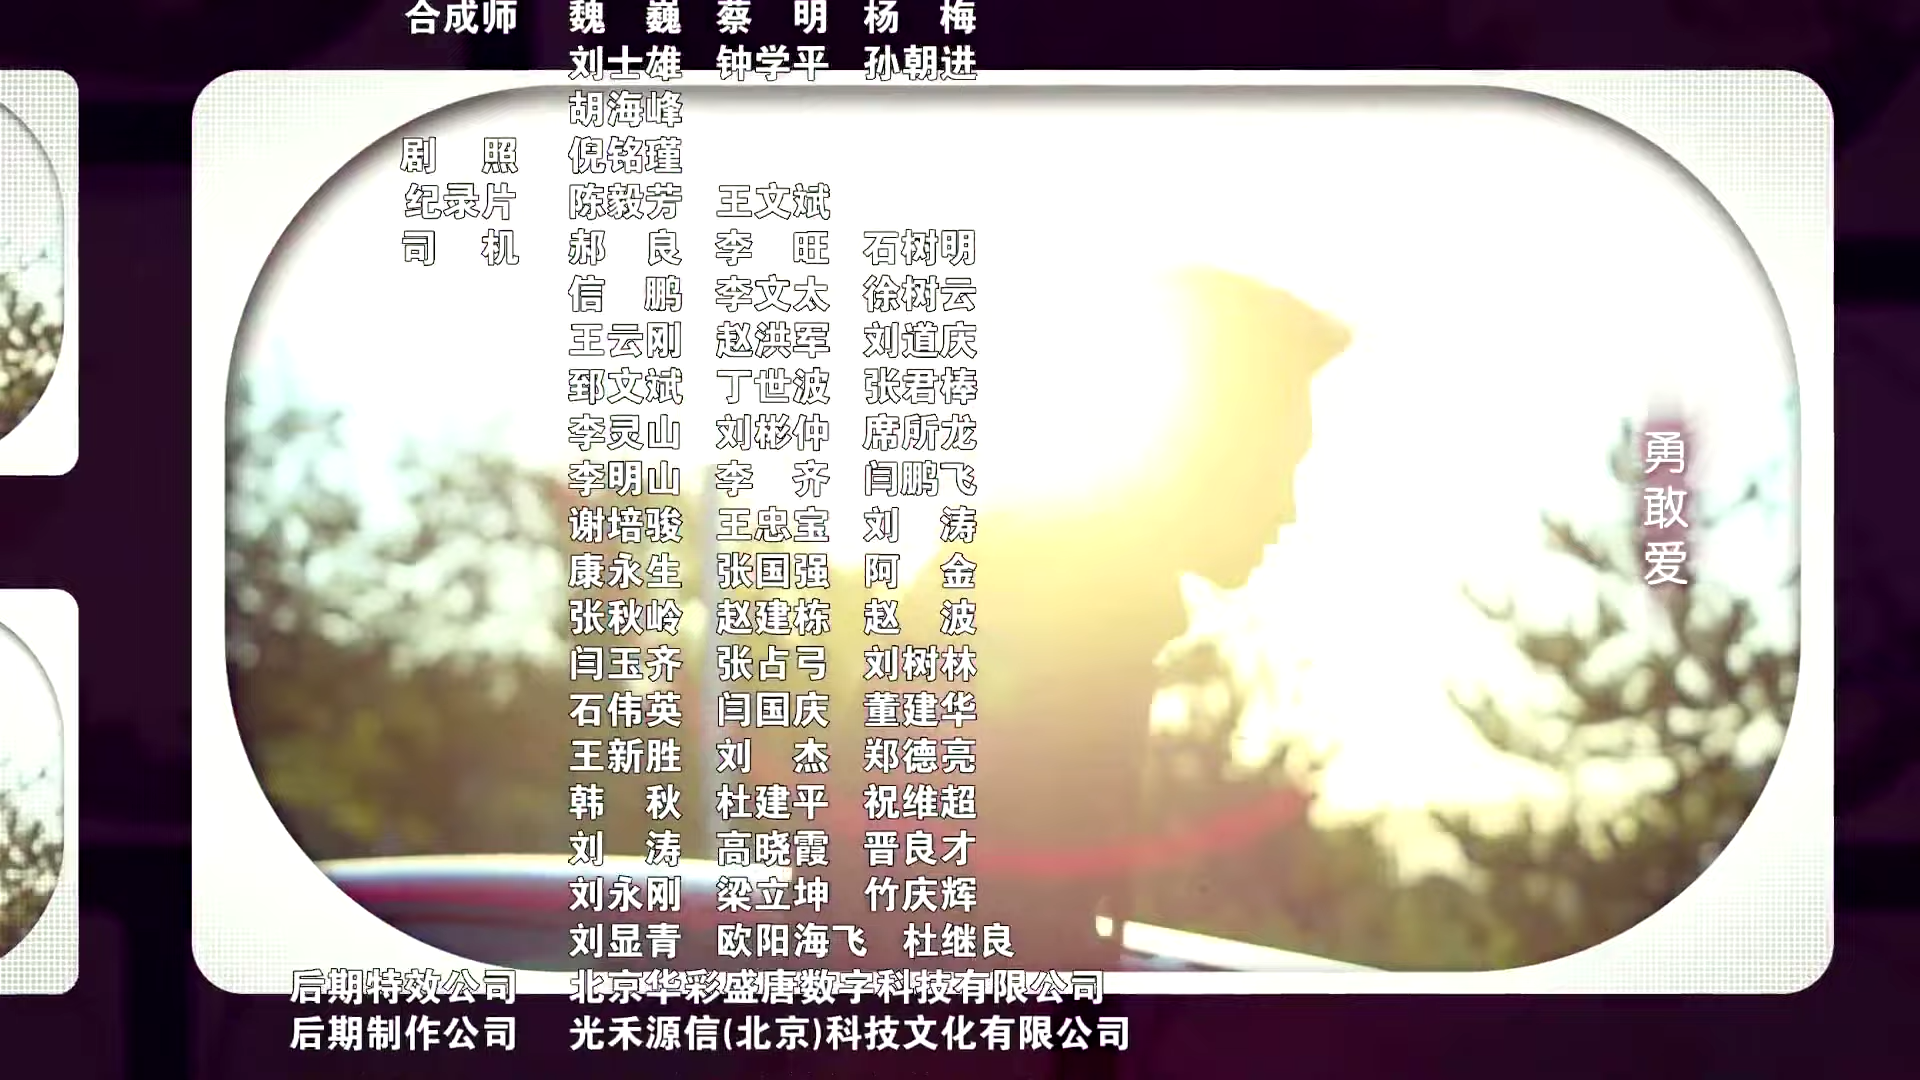 合成师 魏巍 蔡明 杨梅
刘士雄 钟学平 孙朝进
胡海峰
剧照 倪铭瑾
纪录片 陈毅芳 王文斌
司机 郝良 李旺 石树明
信鹏 李文太 徐树云
王云刚 赵洪军 刘道庆
郅文斌 丁世波 张君棒
李灵山 刘彬仲 席所龙
李明山 李齐 闫鹏飞
谢培骏 王忠宝 刘涛
康永生 张国强 阿金
张秋岭 赵建栋 赵波
闫玉齐 张占弓 刘树林
石伟英 闫国庆 董建华
王新胜 刘杰 郑德亮
韩秋 杜建平 祝维超
刘涛 高晓霞 晋良才
刘永刚 梁立坤 竹庆辉
刘显青 欧阳海飞 杜继良
后期特效公司 北京华彩盛唐数字科技有限公司
后期制作公司 光禾源信(北京)科技文化有限公司
勇敢爱